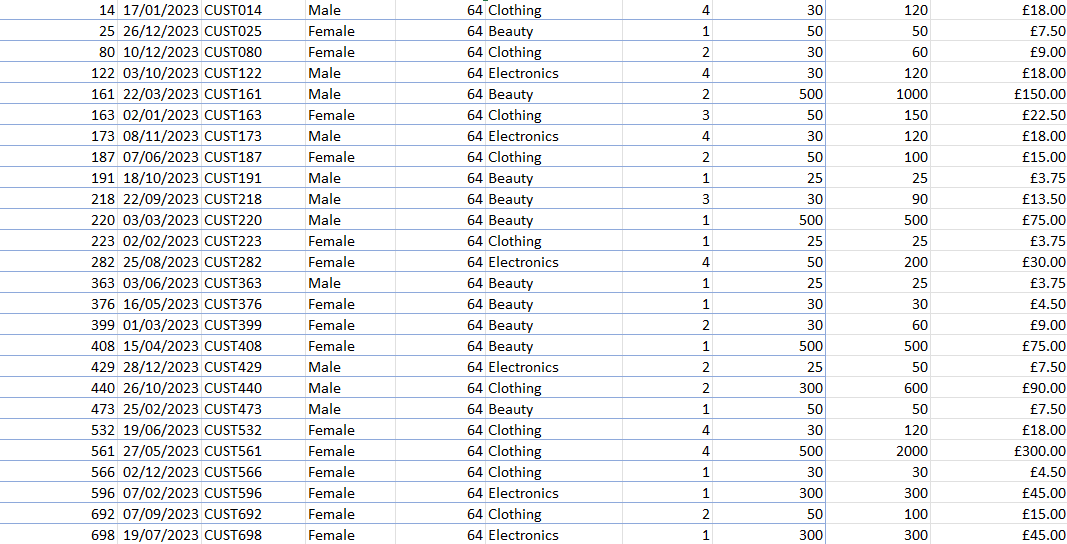 14 17/01/2023 CUST014 Male 64 Clothing 4 30 120 £18.00
25 26/12/2023 CUST025 Female 64 Beauty 1 50 50 £7.50
80 10/12/2023 CUST080 Female 64 Clothing 2 30 60 £9.00
122 03/10/2023 CUST122 Male 64 Electronics 4 30 120 £18.00
161 22/03/2023 CUST161 Male 64 Beauty 2 500 1000 £150.00
163 02/01/2023 CUST163 Female 64 Clothing 3 50 150 £22.50
173 08/11/2023 CUST173 Male 64 Electronics 4 30 120 £18.00
187 07/06/2023 CUST187 Female 64 Clothing 2 50 100 £15.00
191 18/10/2023 CUST191 Male 64 Beauty 1 25 25 £3.75
218 22/09/2023 CUST218 Male 64 Beauty 3 30 90 £13.50
220 03/03/2023 CUST220 Male 64 Beauty 1 500 500 £75.00
223 02/02/2023 CUST223 Female 64 Clothing 1 25 25 £3.75
282 25/08/2023 CUST282 Female 64 Electronics 4 50 200 £30.00
363 03/06/2023 CUST363 Male 64 Beauty 1 25 25 £3.75
376 16/05/2023 CUST376 Female 64 Beauty 1 30 30 £4.50
399 01/03/2023 CUST399 Female 64 Beauty 2 30 60 £9.00
408 15/04/2023 CUST408 Female 64 Beauty 1 500 500 £75.00
429 28/12/2023 CUST429 Male 64 Electronics 2 25 50 £7.50
440 26/10/2023 CUST440 Male 64 Clothing 2 300 600 £90.00
473 25/02/2023 CUST473 Male 64 Beauty 1 50 50 £7.50
532 19/06/2023 CUST532 Female 64 Clothing 4 30 120 £18.00
561 27/05/2023 CUST561 Female 64 Clothing 4 500 2000 £300.00
566 02/12/2023 CUST566 Female 64 Clothing 1 30 30 £4.50
596 07/02/2023 CUST596 Female 64 Electronics 1 300 300 £45.00
692 07/09/2023 CUST692 Female 64 Clothing 2 50 100 £15.00
698 19/07/2023 CUST698 Female 64 Electronics 1 300 300 £45.00